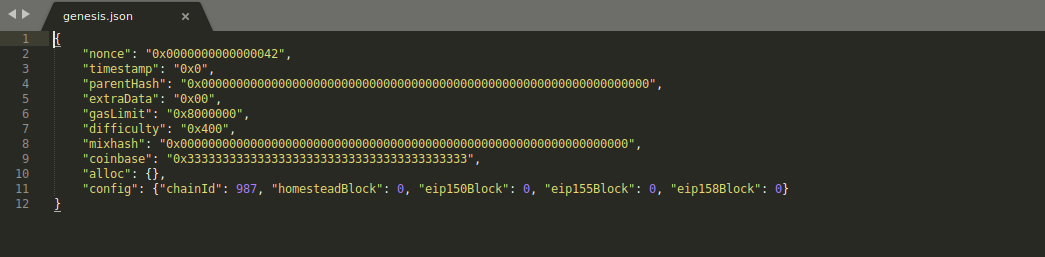 genesis.json ×
1 {
2 "nonce": "0x0000000000000042",
3 "timestamp": "0x0",
4 "parentHash": "0x0000000000000000000000000000000000000000000000000000000000000000",
5 "extraData": "0x00",
6 "gasLimit": "0x8000000",
7 "difficulty": "0x400",
8 "mixhash": "0x0000000000000000000000000000000000000000000000000000000000000000",
9 "coinbase": "0x3333333333333333333333333333333333333333",
10 "alloc": {},
11 "config": {"chainId": 987, "homesteadBlock": 0, "eip150Block": 0, "eip155Block": 0, "eip158Block": 0}
12 }